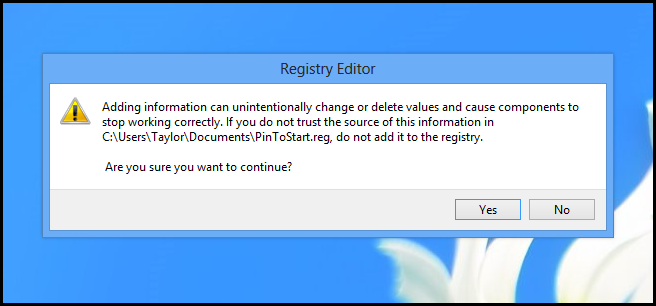 Registry Editor
Adding information can unintentionally change or delete values and cause components to
stop working correctly. If you do not trust the source of this information in
C:\Users\Taylor\Documents\PinToStart.reg, do not add it to the registry.
Are you sure you want to continue?
Yes No